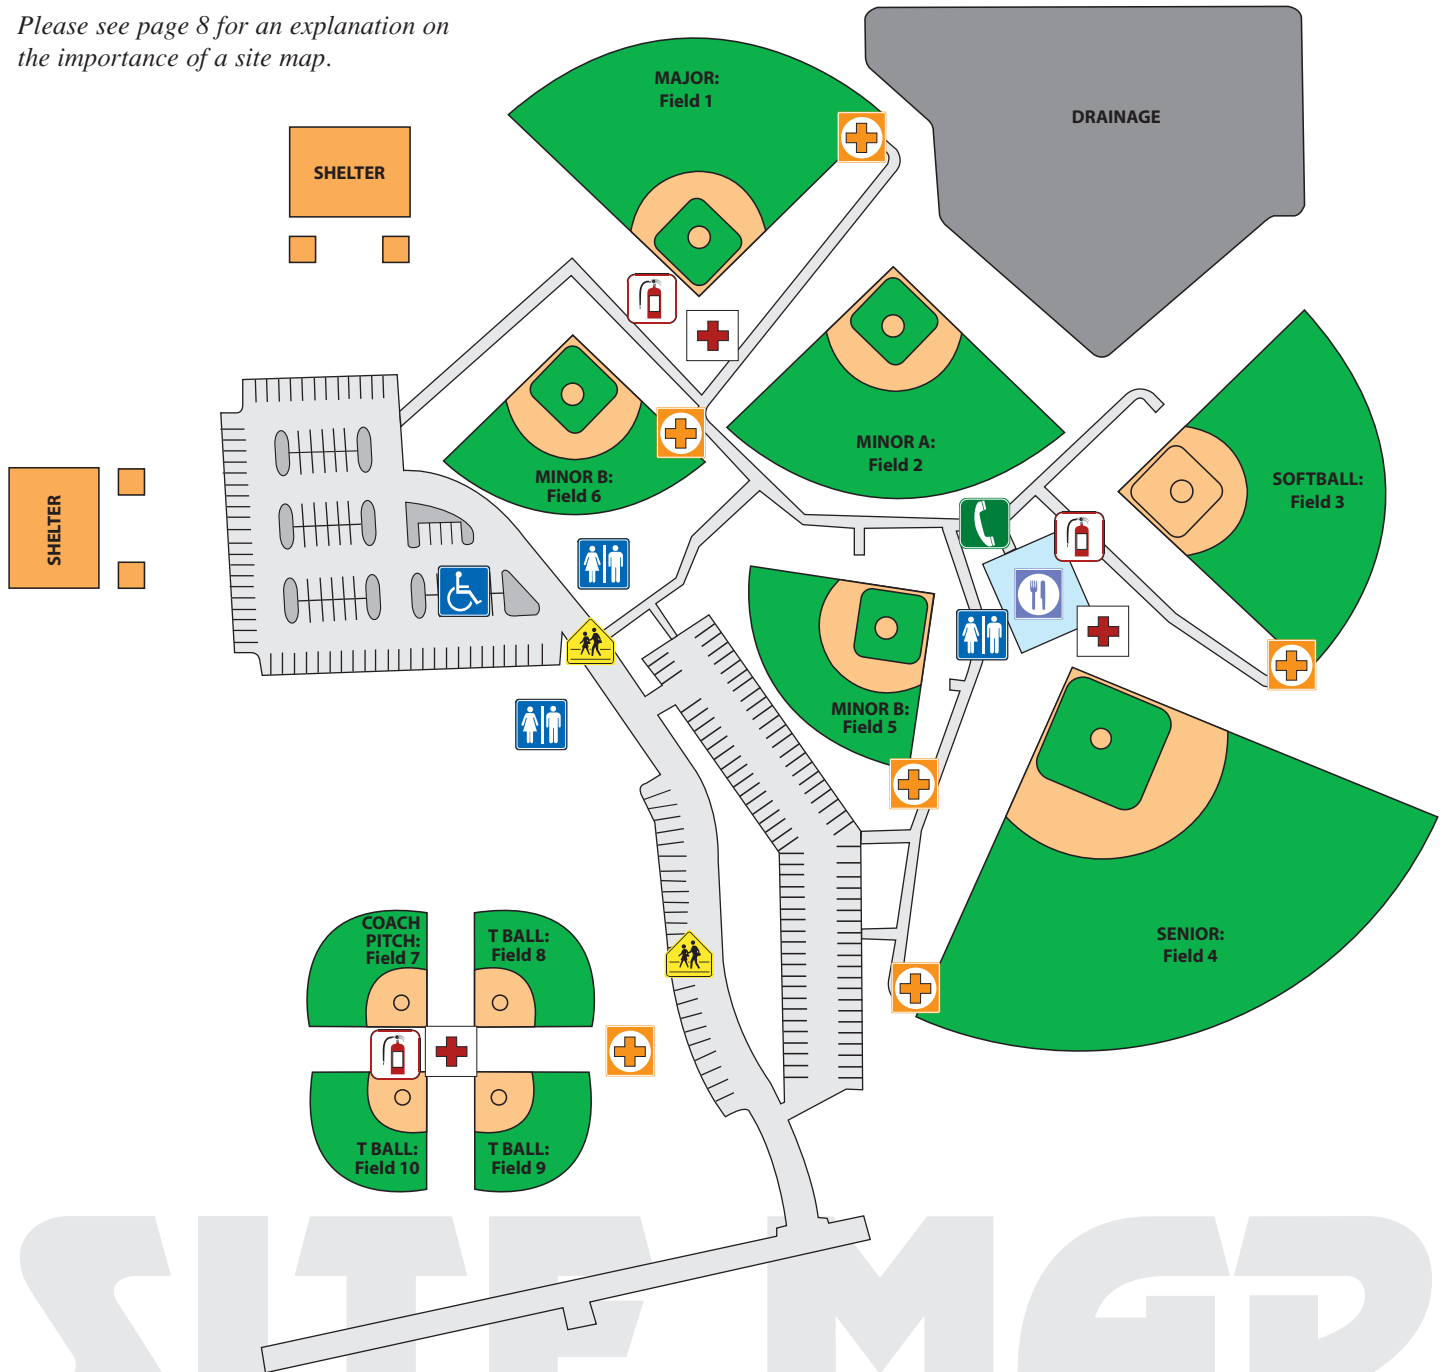 Please see page 8 for an explanation on
the importance of a site map.
MAJOR:
Field 1
DRAINAGE
SHELTER
MINOR A:
Field 2
MINOR B:
Field 6
SOFTBALL:
Field 3
SHELTER
MINOR B:
Field 5
SENIOR:
Field 4
COACH
PITCH:
Field 7
T BALL:
Field 8
T BALL:
Field 10
T BALL:
Field 9
SITE MAP